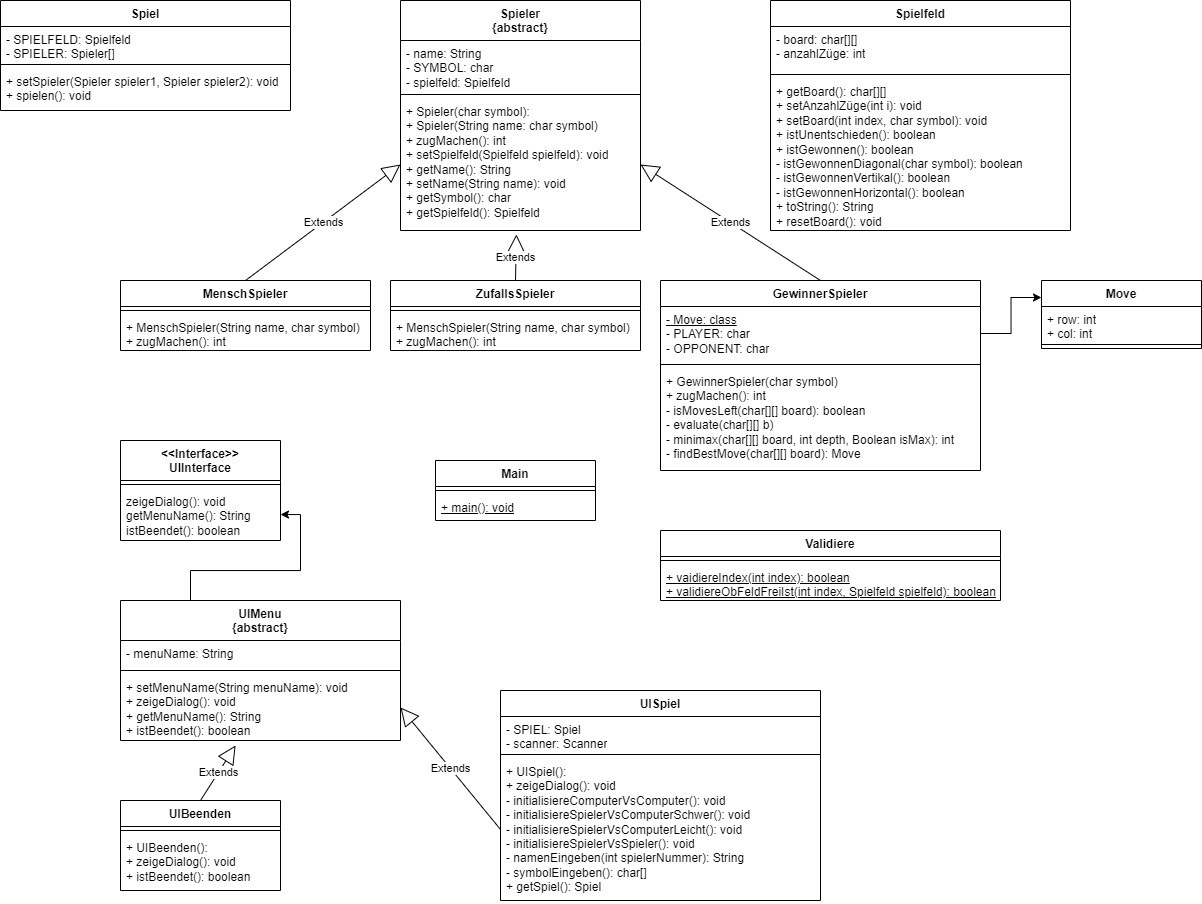 Spiel
- SPIELFELD: Spielfeld
- SPIELER: Spieler[]
+ setSpieler(Spieler spieler1, Spieler spieler2): void
+ spielen(): void
Spieler
{abstract}
- name: String
- SYMBOL: char
- spielfeld: Spielfeld
+ Spieler(char symbol):
+ Spieler(String name: char symbol)
+ zugMachen(): int
+ setSpielfeld(Spielfeld spielfeld): void
+ getName(): String
+ setName(String name): void
+ getSymbol(): char
+ getSpielfeld(): Spielfeld
Spielfeld
- board: char[][]
- anzahlZüge: int
+ getBoard(): char[][]
+ setAnzahlZüge(int i): void
+ setBoard(int index, char symbol): void
+ istUnentschieden(): boolean
+ istGewonnen(): boolean
- istGewonnenDiagonal(char symbol): boolean
- istGewonnenVertikal(): boolean
- istGewonnenHorizontal(): boolean
+ toString(): String
+ resetBoard(): void
Extends
Extends
Extends
MenschSpieler
+ MenschSpieler(String name, char symbol)
+ zugMachen(): int
ZufallsSpieler
+ MenschSpieler(String name, char symbol)
+ zugMachen(): int
GewinnerSpieler
- Move: class
- PLAYER: char
- OPPONENT: char
+ GewinnerSpieler(char symbol)
+ zugMachen(): int
- isMovesLeft(char[][] board): boolean
- evaluate(char[][] b)
- minimax(char[][] board, int depth, Boolean isMax): int
- findBestMove(char[][] board): Move
Move
+ row: int
+ col: int
<<Interface>>
UIInterface
zeigeDialog(): void
getMenuName(): String
istBeendet(): boolean
Main
+ main(): void
Validiere
+ vaidiereIndex(int index): boolean
+ validiereObFeldFreiIst(int index, Spielfeld spielfeld): boolean
UIMenu
{abstract}
- menuName: String
+ setMenuName(String menuName): void
+ zeigeDialog(): void
+ getMenuName(): String
+ istBeendet(): boolean
Extends
Extends
UIBeenden
+ UIBeenden():
+ zeigeDialog(): void
+ istBeendet(): boolean
UISpiel
- SPIEL: Spiel
- scanner: Scanner
+ UISpiel():
+ zeigeDialog(): void
- initialisiereComputerVsComputer(): void
- initialisiereSpielerVsComputerSchwer(): void
- initialisiereSpielerVsComputerLeicht(): void
- initialisiereSpielerVsSpieler(): void
- namenEingeben(int spielerNummer): String
- symbolEingeben(): char[]
+ getSpiel(): Spiel